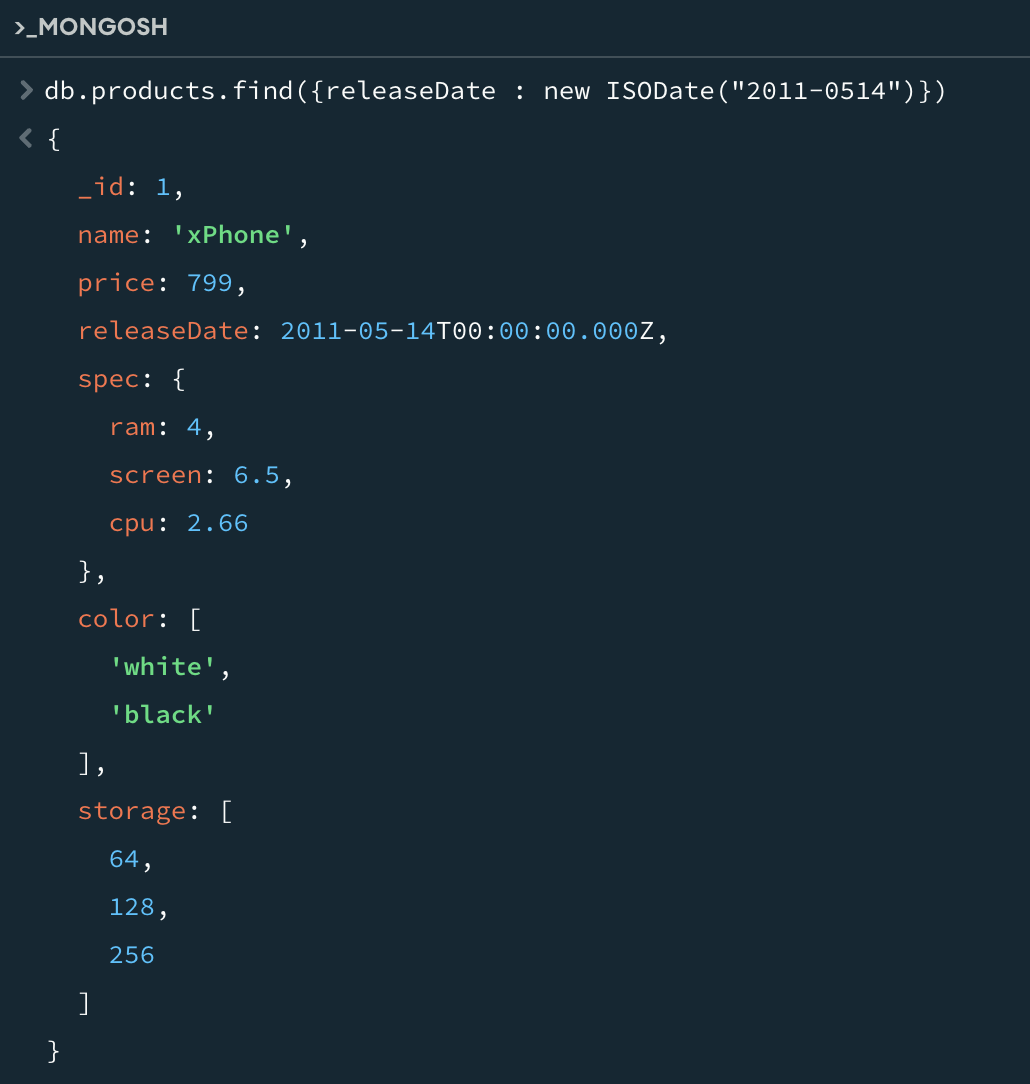 >_MONGOSH
> db.products.find({releaseDate : new ISODate("2011-0514")})
< {
_id: 1,
name: 'xPhone',
price: 799,
releaseDate: 2011-05-14T00:00:00.000Z,
spec: {
ram: 4,
screen: 6.5,
cpu: 2.66
},
color: [
'white',
'black'
],
storage: [
64,
128,
256
]
}